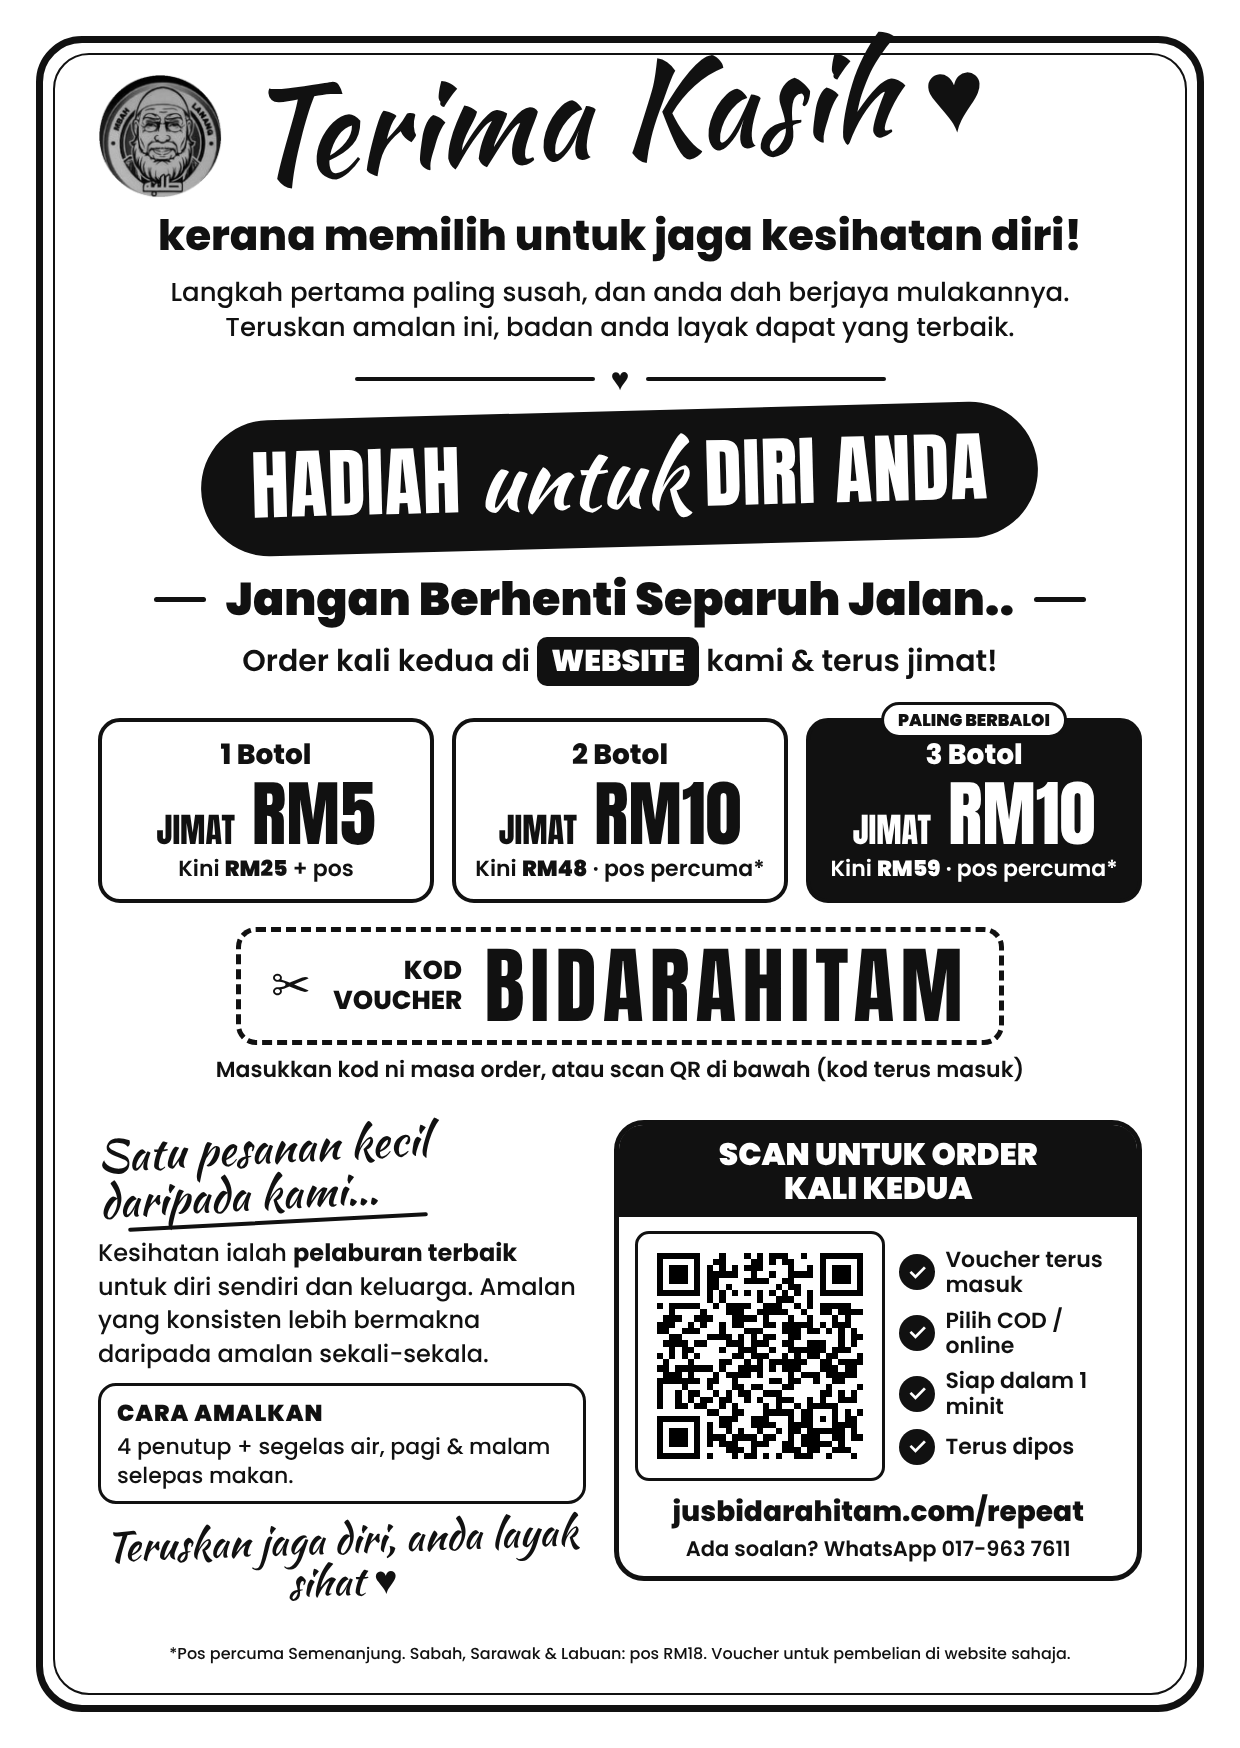 MBAH LANANG
Terima Kasih ♥
kerana memilih untuk jaga kesihatan diri!
Langkah pertama paling susah, dan anda dah berjaya mulakannya.
Teruskan amalan ini, badan anda layak dapat yang terbaik.
♥
HADIAH untuk DIRI ANDA
Jangan Berhenti Separuh Jalan..
Order kali kedua di WEBSITE kami & terus jimat!
1 Botol
JIMAT RM5
Kini RM25 + pos
2 Botol
JIMAT RM10
Kini RM48 · pos percuma*
PALING BERBALOI
3 Botol
JIMAT RM10
Kini RM59 · pos percuma*
KOD
VOUCHER
BIDARAHITAM
Masukkan kod ni masa order, atau scan QR di bawah (kod terus masuk)
Satu pesanan kecil
daripada kami...
Kesihatan ialah pelaburan terbaik
untuk diri sendiri dan keluarga. Amalan
yang konsisten lebih bermakna
daripada amalan sekali-sekala.
CARA AMALKAN
4 penutup + segelas air, pagi & malam
selepas makan.
Teruskan jaga diri, anda layak
sihat ♥
SCAN UNTUK ORDER
KALI KEDUA
Voucher terus
masuk
Pilih COD /
online
Siap dalam 1
minit
Terus dipos
jusbidarahitam.com/repeat
Ada soalan? WhatsApp 017-963 7611
*Pos percuma Semenanjung. Sabah, Sarawak & Labuan: pos RM18. Voucher untuk pembelian di website sahaja.